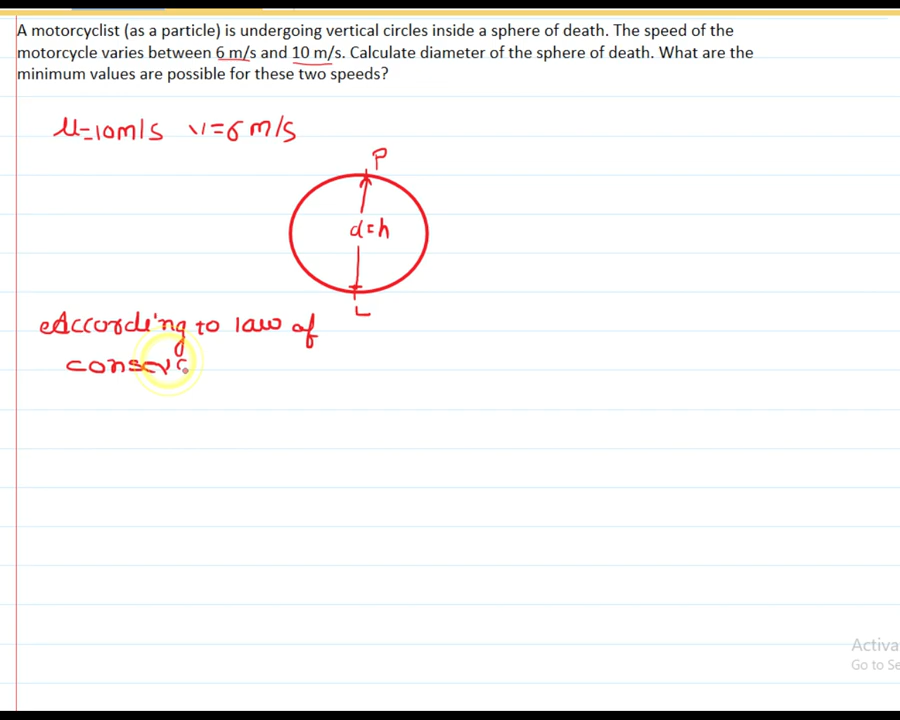 A motorcyclist (as a particle) is undergoing vertical circles inside a sphere of death. The speed of the
motorcycle varies between 6 m/s and 10 m/s. Calculate diameter of the sphere of death. What are the
minimum values are possible for these two speeds?
u=10m/s v=6m/s
P
d=h
L
According to law of
conserva
Activa
Go to Se